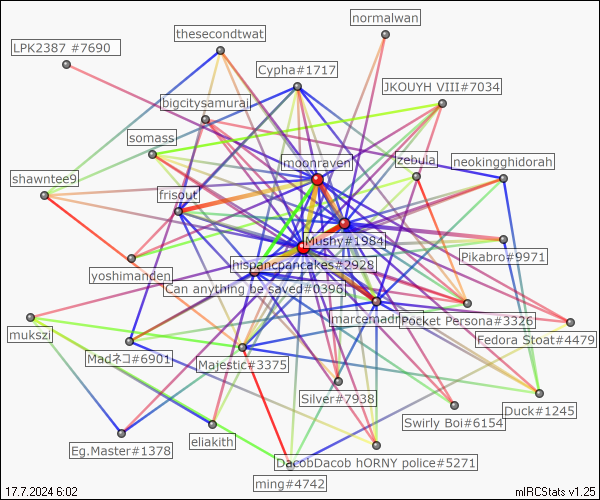 normalwan
thesecondtwat
LPK2387 #7690
Cypha#1717
JKOUYH VIII#7034
bigcitysamurai
somass
moonraven
zebula
neokingghidorah
shawntee9
frisout
Mushy#1984
Pikabro#9971
hispancpancakes#2928
yoshimanden
Can anything be saved#0396
marcemad
Pocket Persona#3326
mukszi
Fedora Stoat#4479
Madネコ#6901
Majestic#3375
Silver#7938
Duck#1245
Swirly Boi#6154
eliakith
Eg.Master#1378
DacobDacob hORNY police#5271
ming#4742
17.7.2024 6:02
mIRCStats v1.25